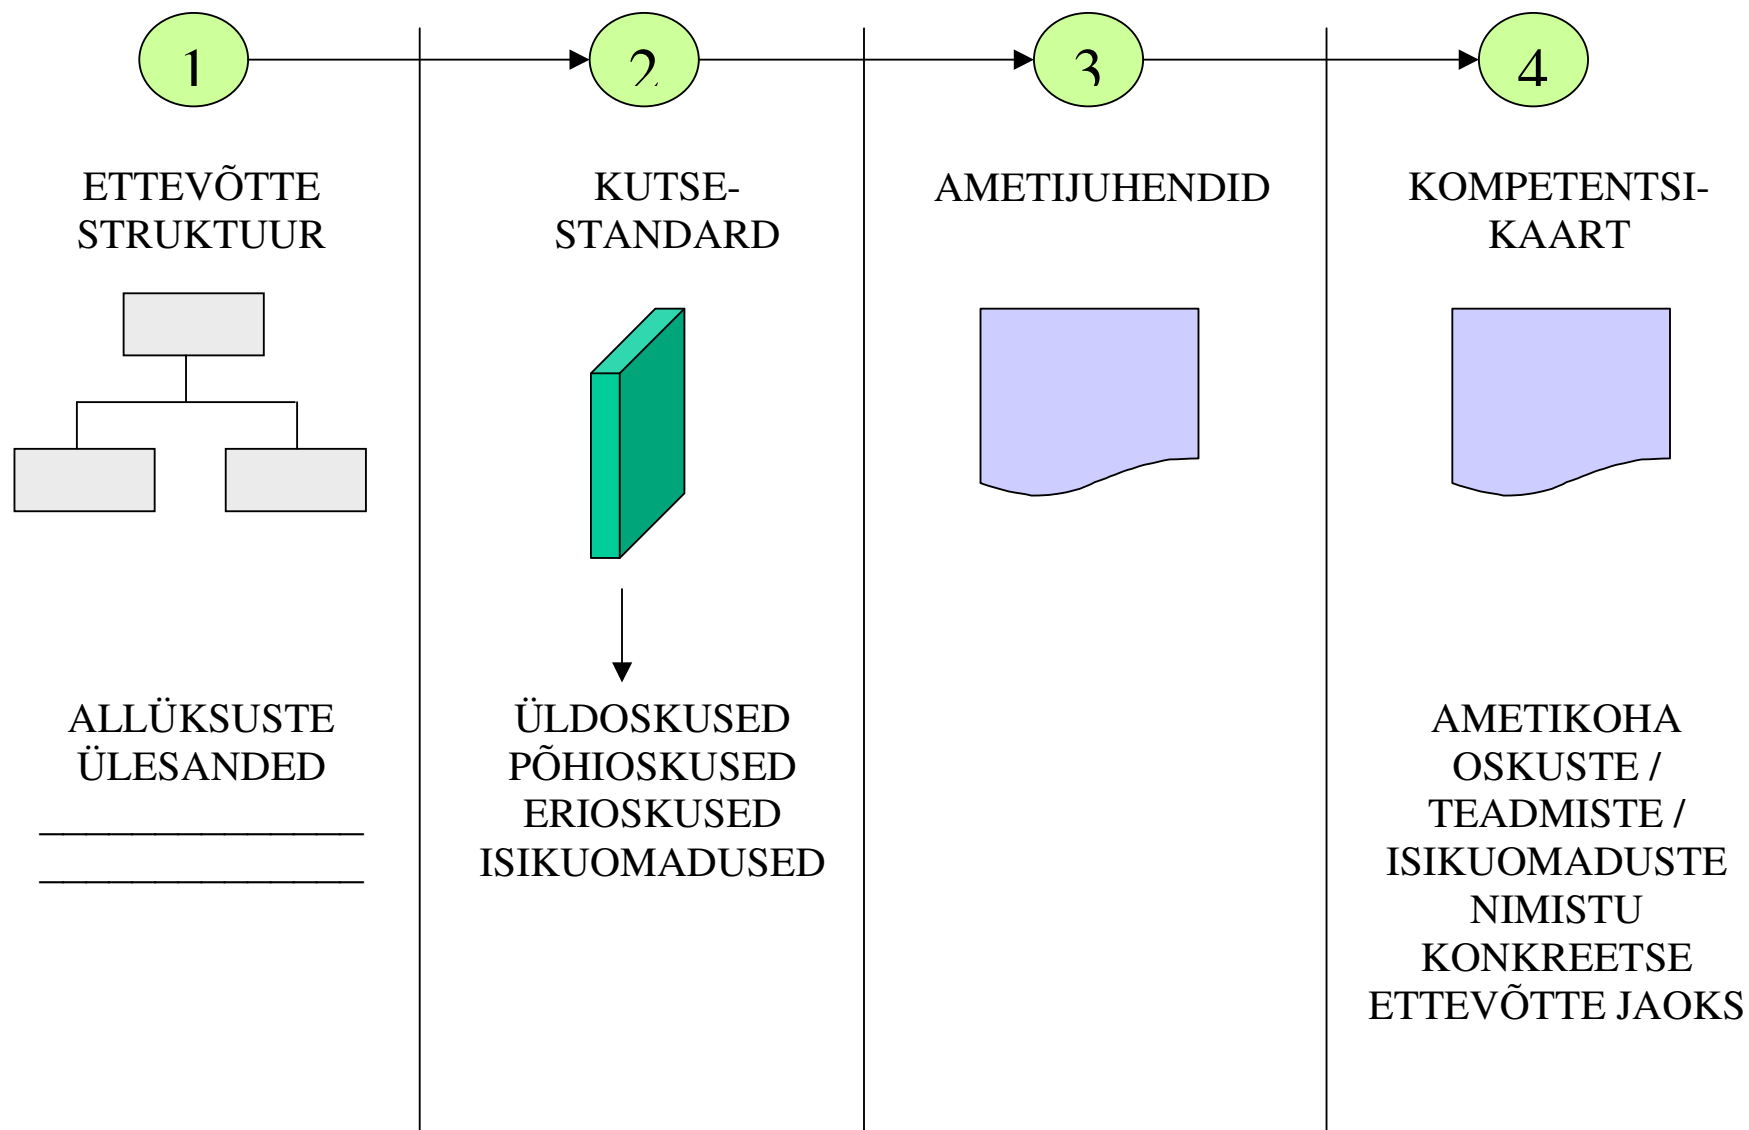 1
2
3
4
ETTEVÕTTE
STRUKTUUR
ALLÜKSUSTE
ÜLESANDED
KUTSE-
STANDARD
ÜLDOSKUSED
PÕHIOSKUSED
ERIOSKUSED
ISIKUOMADUSED
AMETIJUHENDID
KOMPETENTSI-
KAART
AMETIKOHA
OSKUSTE /
TEADMISTE /
ISIKUOMADUSTE
NIMISTU
KONKREETSE
ETTEVÕTTE JAOKS